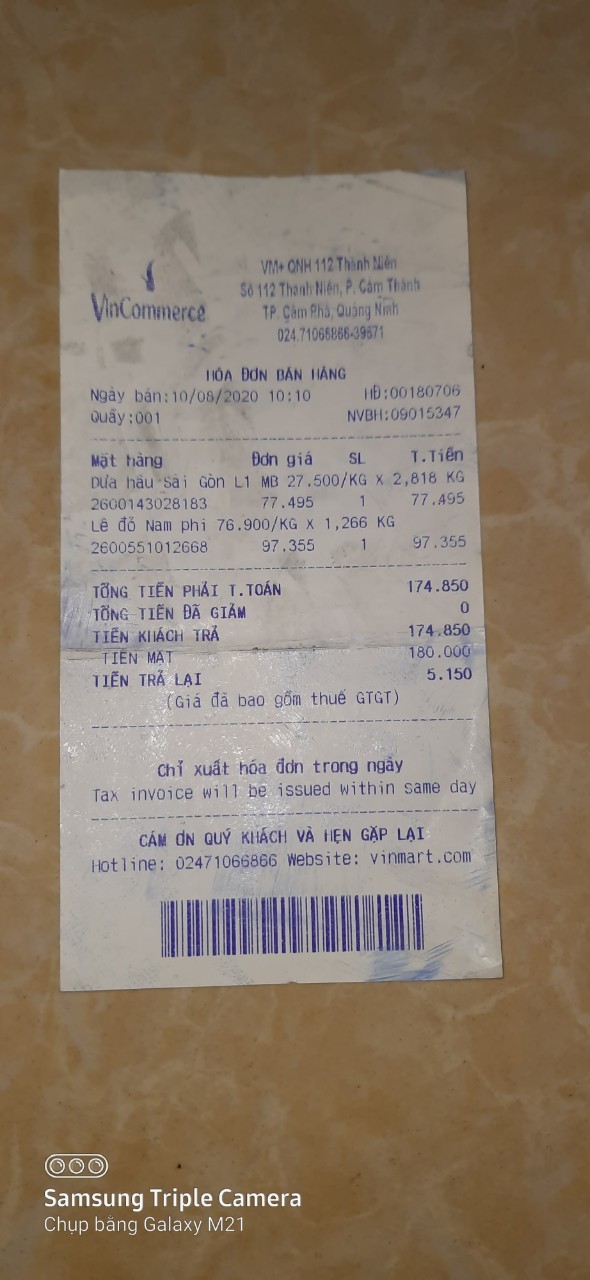 VinCommerce
VM+ QNH 112 Thanh Niên
Số 112 Thanh Niên, P. Cẩm Thành
TP. Cẩm Phả, Quảng Ninh
024.71066866-39671
HÓA ĐƠN BÁN HÀNG
Ngày bán:10/08/2020 10:10 HĐ:00180706
Quầy:001 NVBH:09015347
Mặt hàng Đơn giá SL T.Tiền
Dưa hấu Sài Gòn L1 MB 27.500/KG X 2,818 KG
2600143028183 77.495 1 77.495
Lê đỏ Nam phi 76.900/KG X 1,266 KG
2600551012668 97.355 1 97.355
TỔNG TIỀN PHẢI T.TOÁN 174.850
TỔNG TIỀN ĐÃ GIẢM 0
TIỀN KHÁCH TRẢ 174.850
TIỀN MẶT 180.000
TIỀN TRẢ LẠI 5.150
(Giá đã bao gồm thuế GTGT)
Chỉ xuất hóa đơn trong ngày
Tax invoice will be issued within same day
CẢM ƠN QUÝ KHÁCH VÀ HẸN GẶP LẠI
Hotline: 02471066866 Website: vinmart.com
Samsung Triple Camera
Chụp bằng Galaxy M21